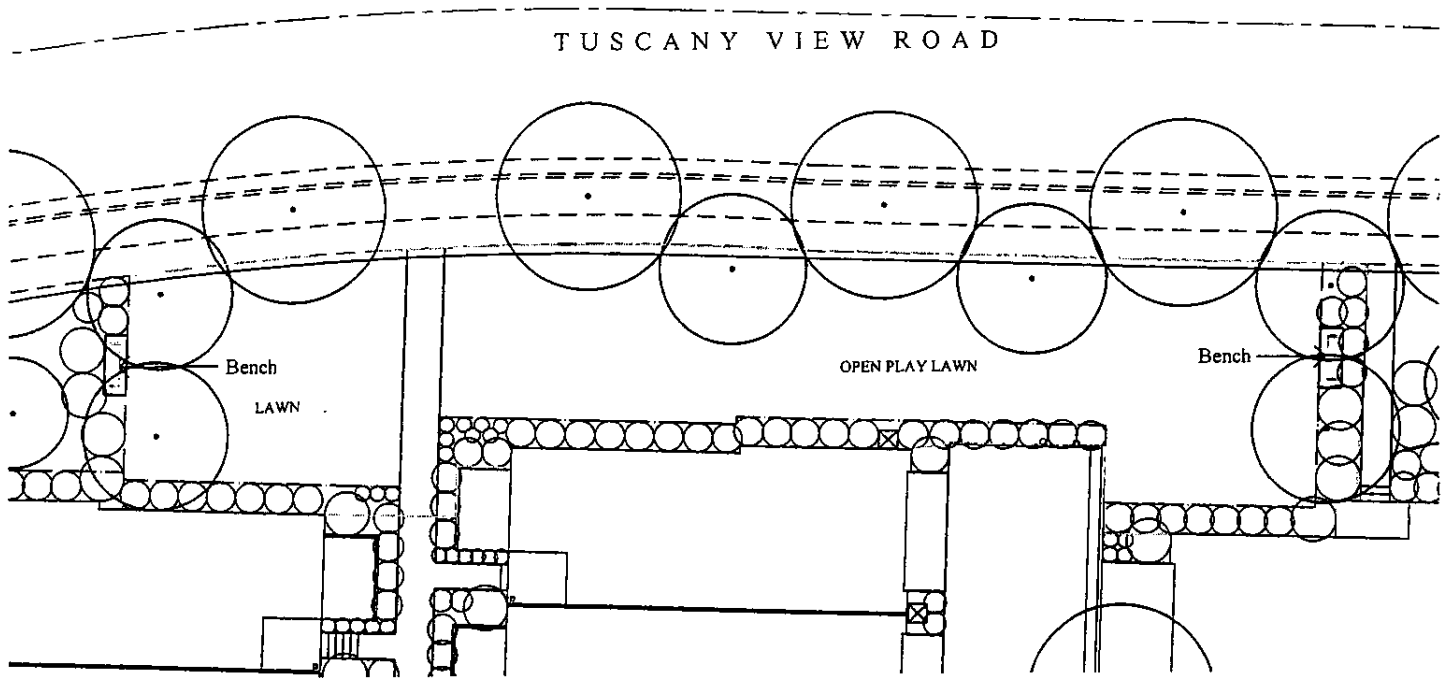 TUSCANY VIEW ROAD
Bench
OPEN PLAY LAWN
Bench
LAWN